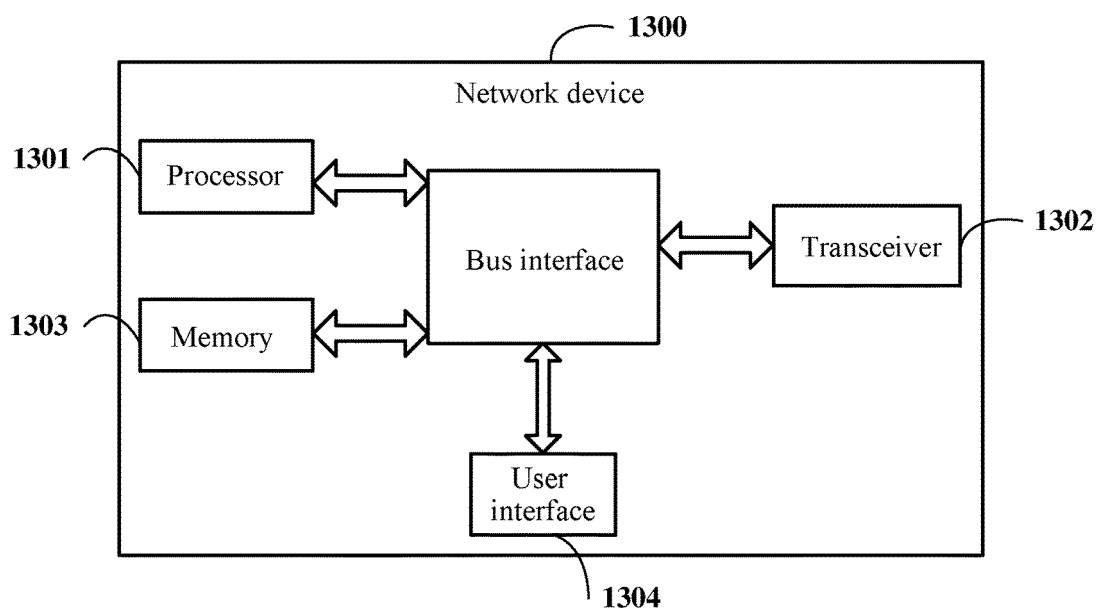 1300
Network device
1301
Processor
Bus interface
Transceiver
1302
1303
Memory
User
interface
1304